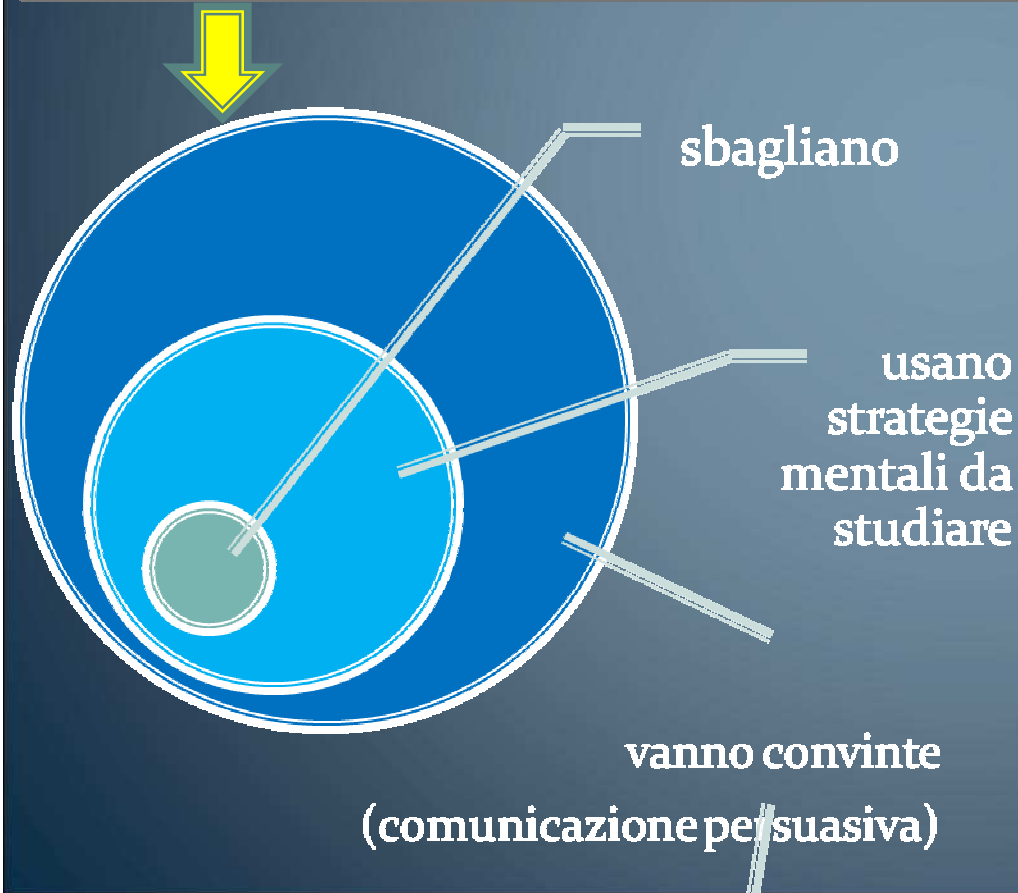 sbagliano
usano
strategie
mentali da
studiare
vanno convinte
(comunicazione persuasiva)